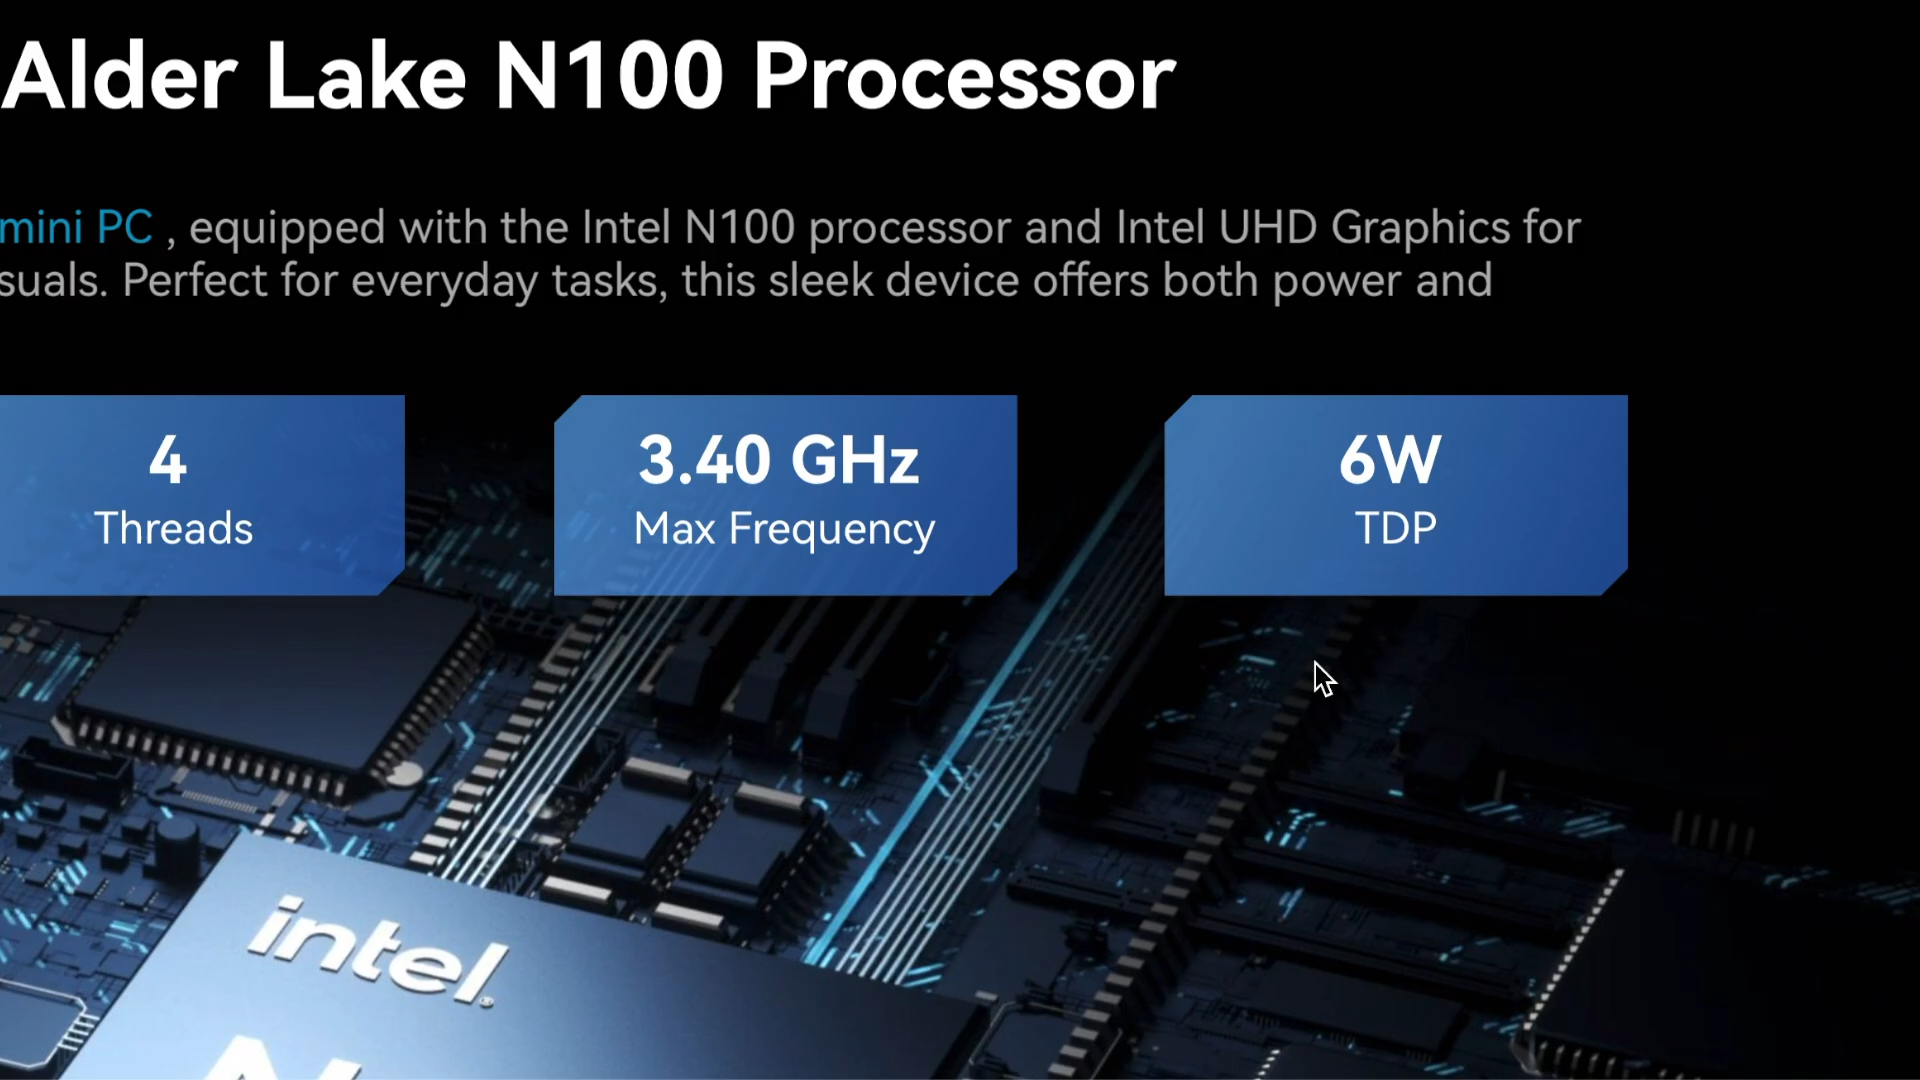 Alder Lake N100 Processor
mini PC , equipped with the Intel N100 processor and Intel UHD Graphics for
suals. Perfect for everyday tasks, this sleek device offers both power and
4
Threads
3.40 GHz
Max Frequency
6W
TDP
intel